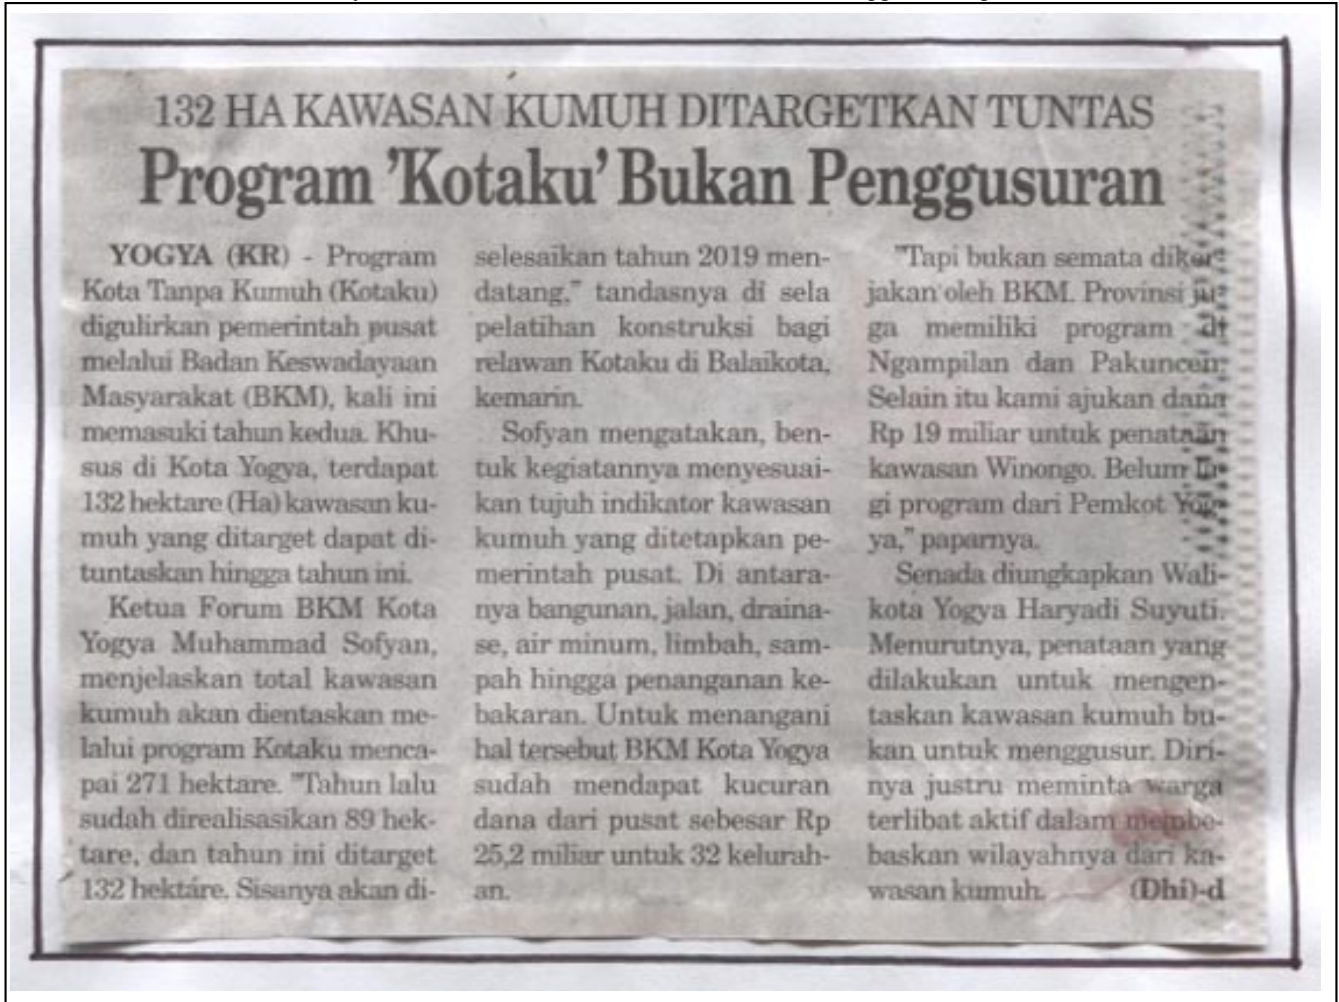 132 HA KAWASAN KUMUH DITARGETKAN TUNTAS
Program 'Kotaku' Bukan Penggusuran
YOGYA (KR) - Program
Kota Tanpa Kumuh (Kotaku)
digulirkan pemerintah pusat
melalui Badan Keswadayaan
Masyarakat (BKM), kali ini
memasuki tahun kedua. Khu-
sus di Kota Yogya, terdapat
132 hektare (Ha) kawasan ku-
muh yang ditarget dapat di-
tuntaskan hingga tahun ini.
Ketua Forum BKM Kota
Yogya Muhammad Sofyan,
menjelaskan total kawasan
kumuh akan dientaskan me-
lalui program Kotaku menca-
pai 271 hektare. "Tahun lalu
sudah direalisasikan 89 hek-
tare, dan tahun ini ditarget
132 hektare. Sisanya akan di-
selesaikan tahun 2019 men-
datang," tandasnya di sela
pelatihan konstruksi bagi
relawan Kotaku di Balaikota,
kemarin.
Sofyan mengatakan, ben-
tuk kegiatannya menyesuai-
kan tujuh indikator kawasan
kumuh yang ditetapkan pe-
merintah pusat. Di antara-
nya bangunan, jalan, draina-
se, air minum, limbah, sam-
pah hingga penanganan ke-
bakaran. Untuk menangani
hal tersebut BKM Kota Yogya
sudah mendapat kucuran
dana dari pusat sebesar Rp
25,2 miliar untuk 32 kelurah-
an.
"Tapi bukan semata diker-
jakan oleh BKM. Provinsi ju-
ga memiliki program di
Ngampilan dan Pakuncen.
Selain itu kami ajukan dana
Rp 19 miliar untuk penataan
kawasan Winongo. Belum la-
gi program dari Pemkot Yog-
ya," paparnya.
Senada diungkapkan Wali-
kota Yogya Haryadi Suyuti.
Menurutnya, penataan yang
dilakukan untuk mengen-
taskan kawasan kumuh bu-
kan untuk menggusur. Diri-
nya justru meminta warga
terlibat aktif dalam membe-
baskan wilayahnya dari ka-
wasan kumuh. (Dhi)-d